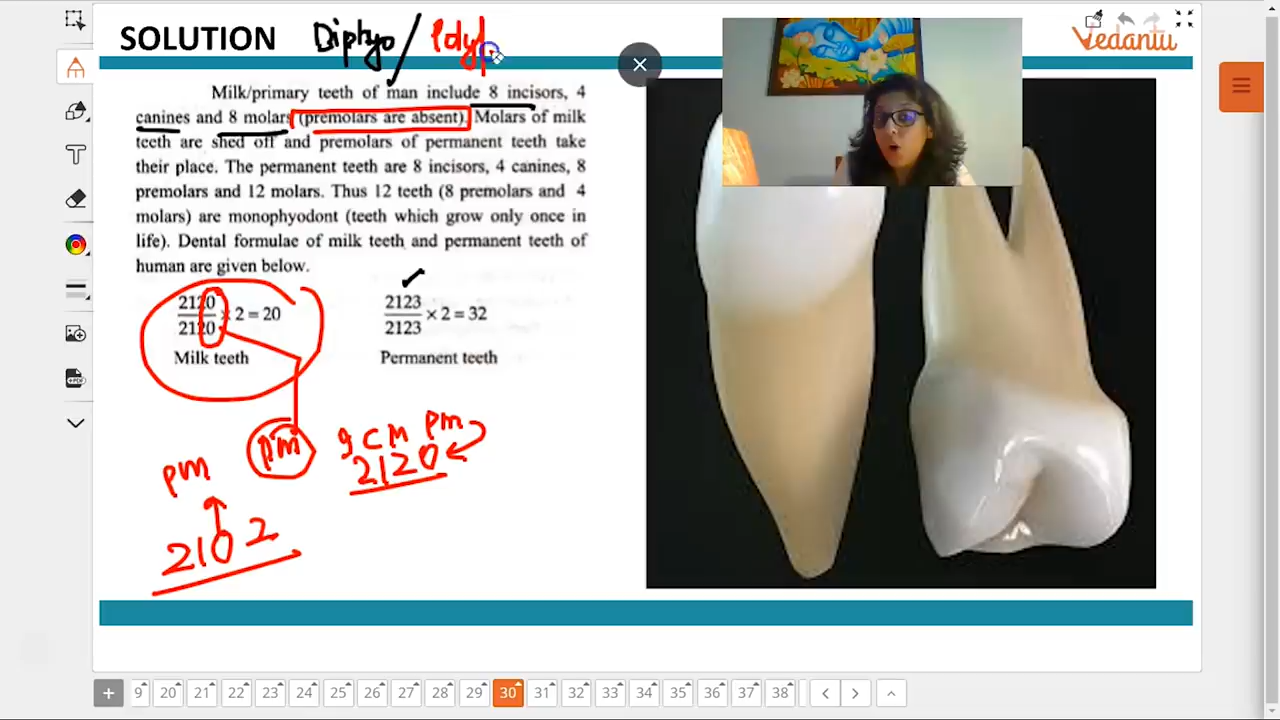 SOLUTION Diphyo/ Polyp
Vedantu
Milk/primary teeth of man include 8 incisors, 4
canines and 8 molars (premolars are absent). Molars of milk
teeth are shed off and premolars of permanent teeth take
their place. The permanent teeth are 8 incisors, 4 canines, 8
premolars and 12 molars. Thus 12 teeth (8 premolars and 4
molars) are monophyodont (teeth which grow only once in
life). Dental formulae of milk teeth and permanent teeth of
human are given below.
2120 2123
× 2 = 20 × 2 = 32
2120 2123
Milk teeth Permanent teeth
pm pm I C M pm
2120
2102
9 20 21 22 23 24 25 26 27 28 29 30 31 32 33 34 35 36 37 38